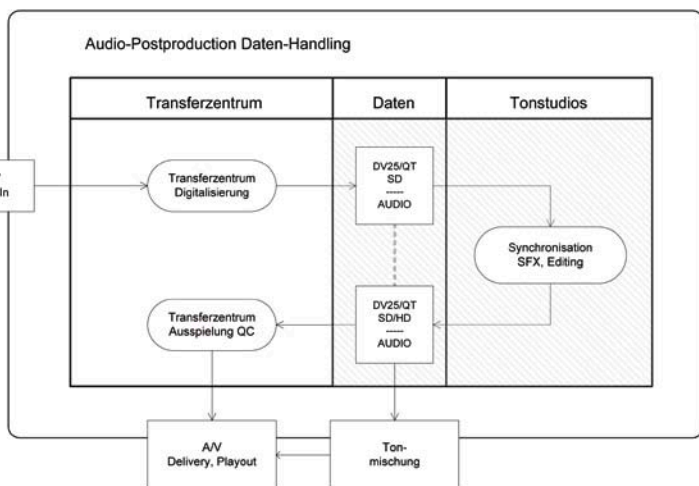 Audio-Postproduction Daten-Handling
Transferzentrum
Daten
Tonstudios
In
Transferzentrum
Digitalisierung
DV25/QT
SD
-----
AUDIO
Synchronisation
SFX, Editing
Transferzentrum
Ausspielung QC
DV25/QT
SD/HD
-----
AUDIO
A/V
Delivery, Playout
Ton-
mischung